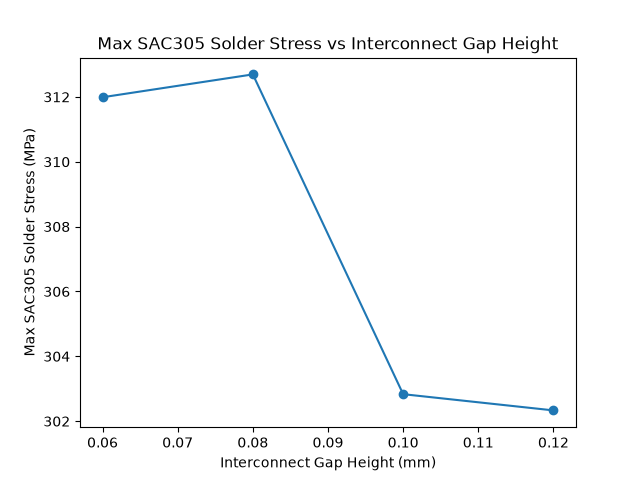 Max SAC305 Solder Stress vs Interconnect Gap Height
Max SAC305 Solder Stress (MPa)
312
310
308
306
304
302
0.06 0.07 0.08 0.09 0.10 0.11 0.12
Interconnect Gap Height (mm)